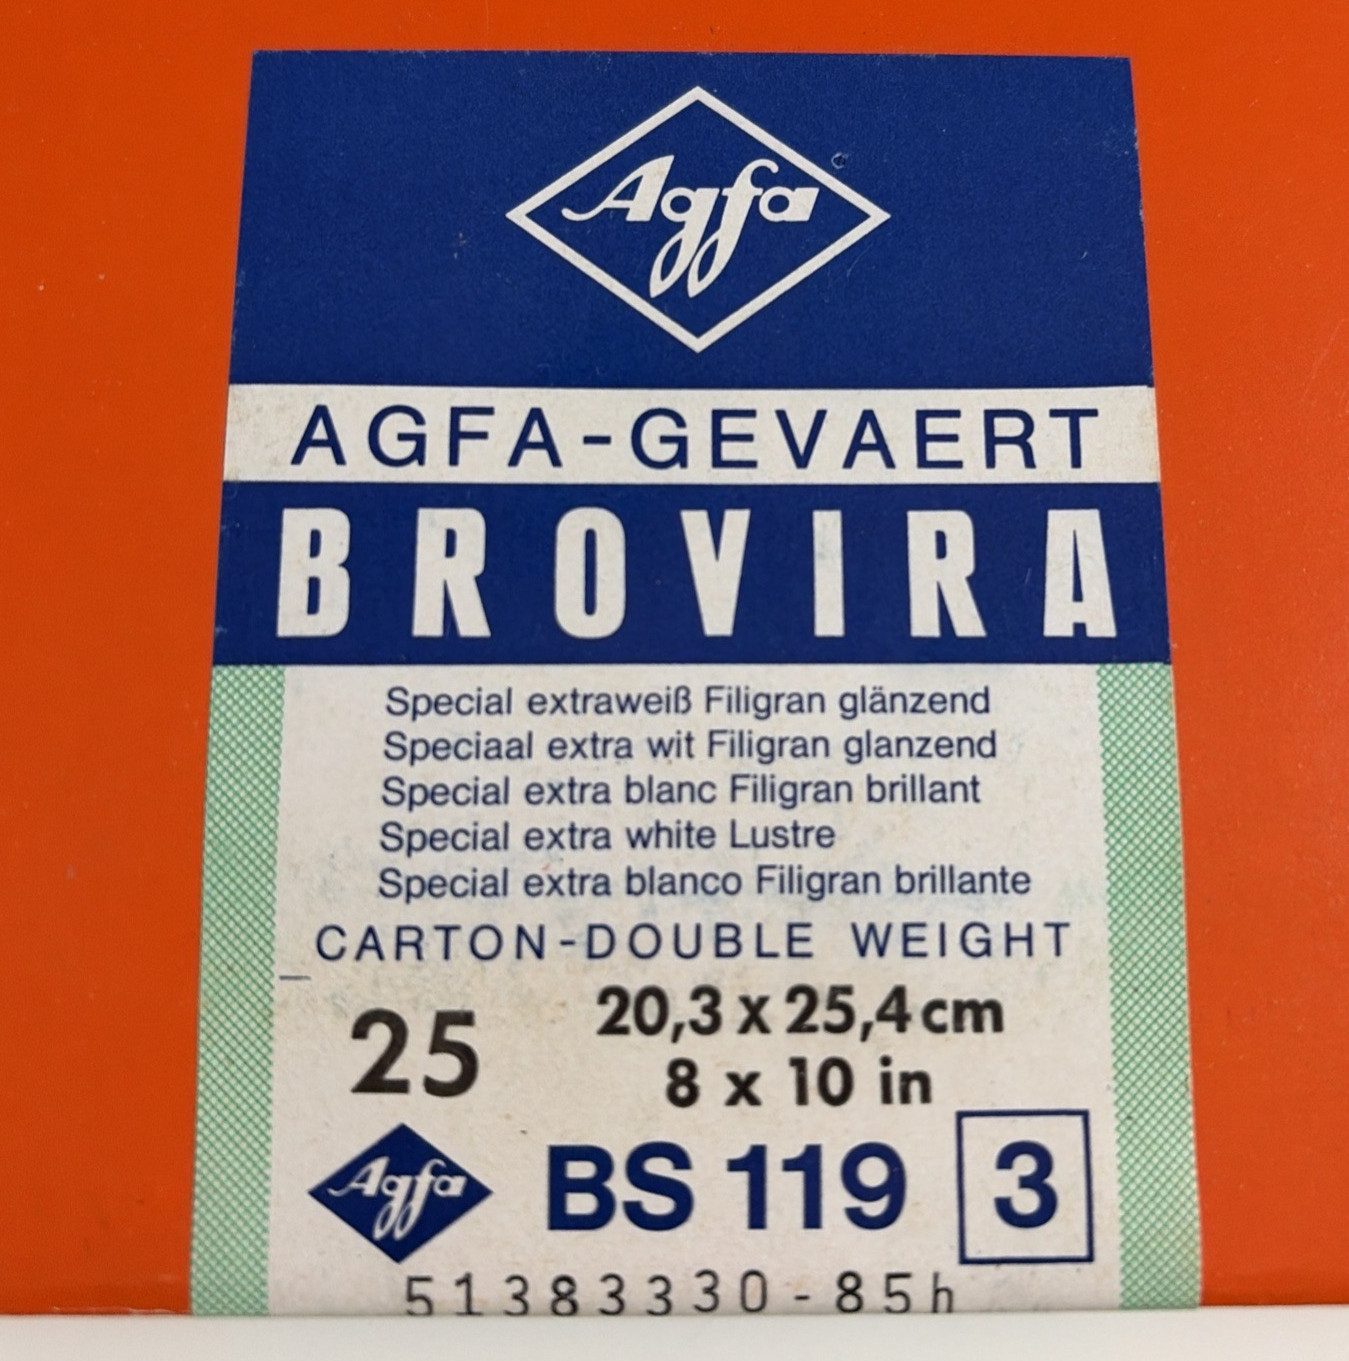 Agfa
AGFA-GEVAERT
BROVIRA
Special extraweiß Filigran glänzend
Speciaal extra wit Filigran glanzend
Special extra blanc Filigran brillant
Special extra white Lustre
Special extra blanco Filigran brillante
CARTON-DOUBLE WEIGHT
25
20,3 x 25,4 cm
8 x 10 in
Agfa BS 119 3
51383330-85h